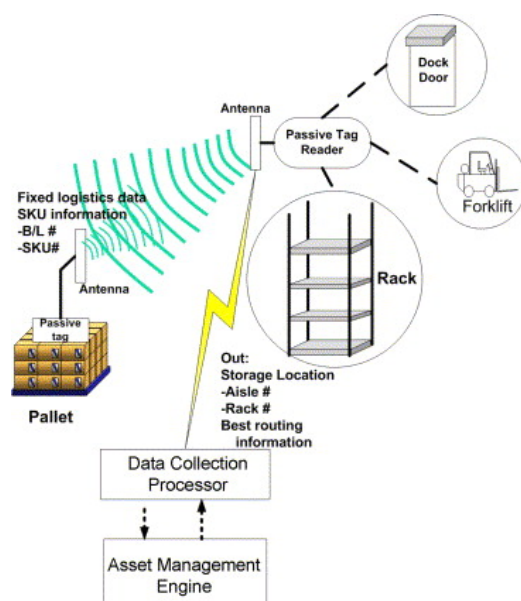 Dock
Door
Antenna
Passive Tag
Reader
Forklift
Fixed logistics data
SKU information
-B/L #
-SKU#
Antenna
Rack
Passive
tag
Pallet
Out:
Storage Location
-Aisle #
-Rack #
Best routing
information
Data Collection
Processor
Asset Management
Engine